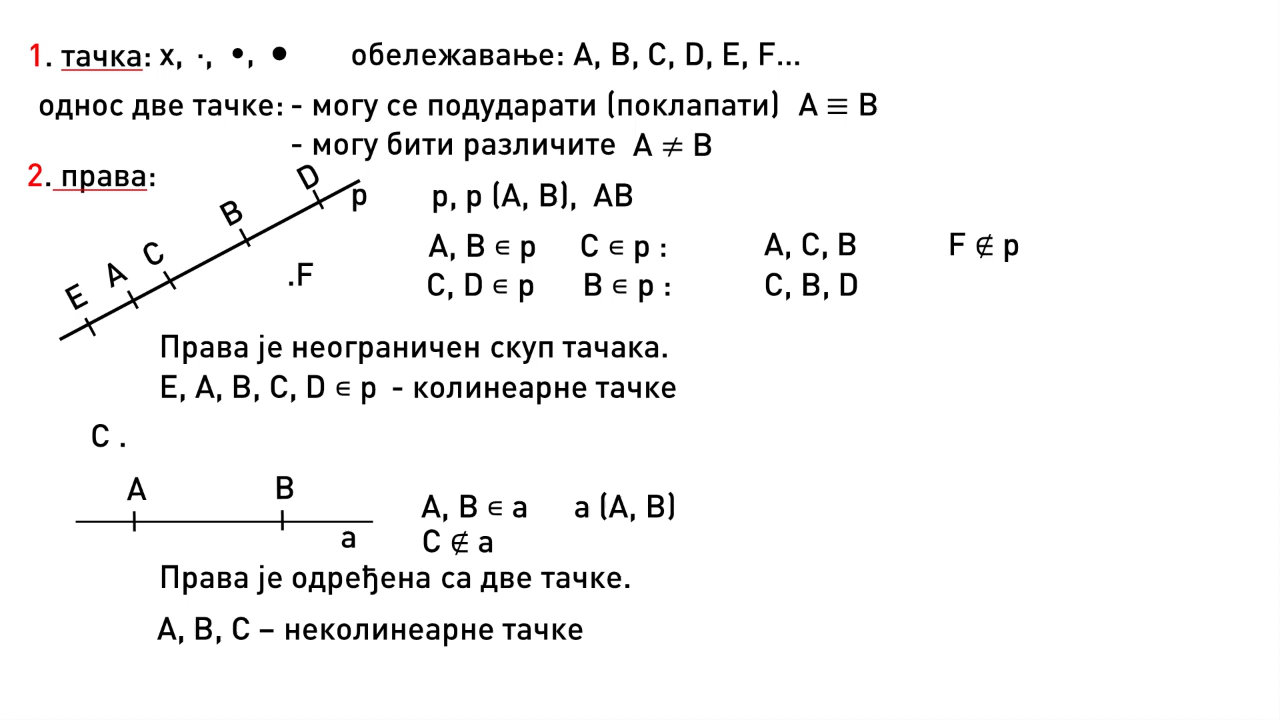 1. тачка: x, ·, •, ● обележавање: A, B, C, D, E, F...
однос две тачке: - могу се подударати (поклапати) A ≡ B
- могу бити различите A ≠ B
2. права:
E A C B D p
.F
p, p (A, B), AB
A, B ∈ p C ∈ p : A, C, B F ∉ p
C, D ∈ p B ∈ p : C, B, D
Права је неограничен скуп тачака.
E, A, B, C, D ∈ p - колинеарне тачке
C .
A B
a
A, B ∈ a a (A, B)
C ∉ a
Права је одређена са две тачке.
A, B, C – неколинеарне тачке